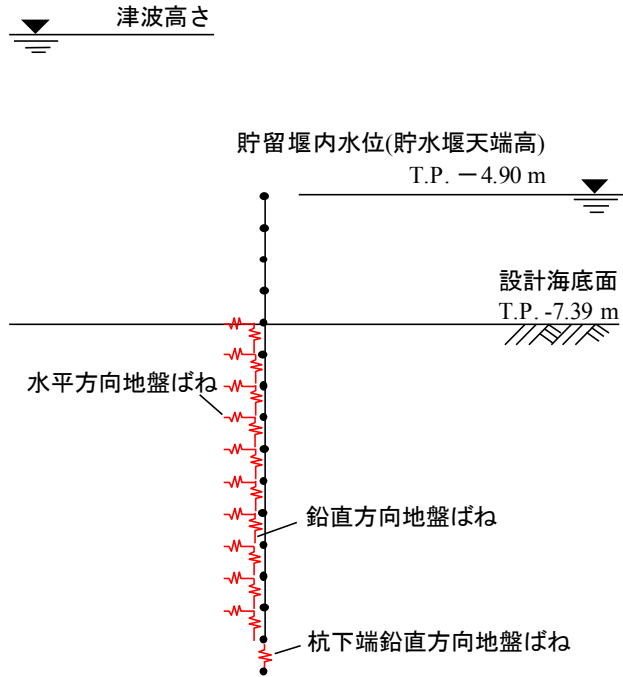 津波高さ
貯留堰内水位(貯水堰天端高)
T.P. －4.90 m
設計海底面
T.P. -7.39 m
水平方向地盤ばね
鉛直方向地盤ばね
杭下端鉛直方向地盤ばね